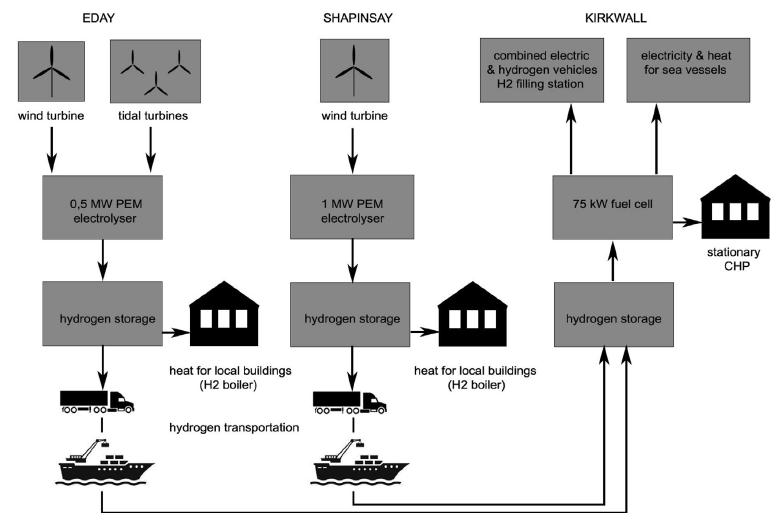 EDAY
SHAPINSAY
KIRKWALL
combined electric
& hydrogen vehicles
H2 filling station
electricity & heat
for sea vessels
wind turbine
tidal turbines
wind turbine
0,5 MW PEM
electrolyser
1 MW PEM
electrolyser
75 kW fuel cell
stationary
CHP
hydrogen storage
hydrogen storage
hydrogen storage
heat for local buildings
(H2 boiler)
heat for local buildings
(H2 boiler)
hydrogen transportation